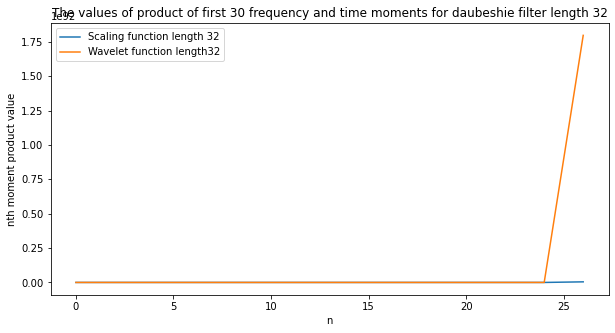 The values of product of first 30 frequency and time moments for daubeshie filter length 32
1e92
Scaling function length 32
Wavelet function length32
1.75
1.50
1.25
1.00
0.75
0.50
0.25
0.00
nth moment product value
0 5 10 15 20 25
n